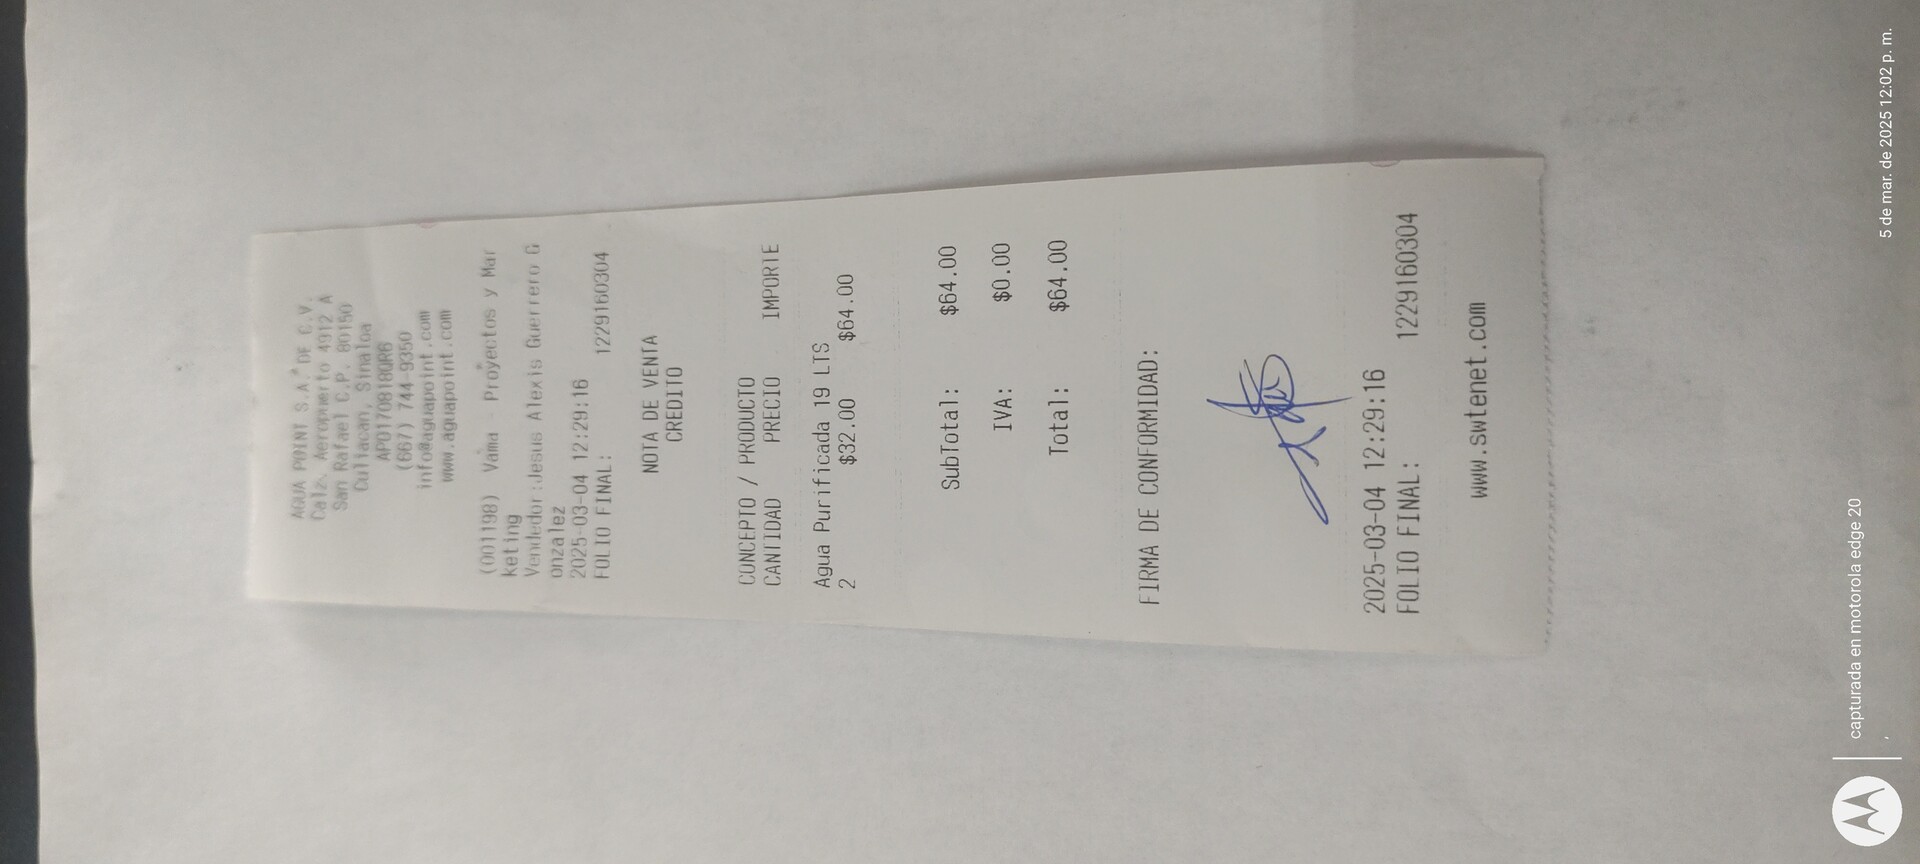 AGUA POINT S.A. DE C.V.
Calz. Aeropuerto 4912 A
San Rafael C.P. 80150
Culiacan, Sinaloa
APO170818QR6
(667) 744-9350
info@aguapoint.com
www.aguapoint.com
(001198) Vama - Proyectos y Mar
keting
Vendedor:Jesus Alexis Guerrero G
onzalez
2025-03-04 12:29:16
FOLIO FINAL: 1229160304
NOTA DE VENTA
CREDITO
CONCEPTO / PRODUCTO
CANTIDAD PRECIO IMPORTE
Agua Purificada 19 LTS
2 $32.00 $64.00
SubTotal: $64.00
IVA: $0.00
Total: $64.00
FIRMA DE CONFORMIDAD:
2025-03-04 12:29:16
FOLIO FINAL: 1229160304
www.swtenet.com
capturada en motorola edge 20
5 de mar. de 2025 12:02 p. m.